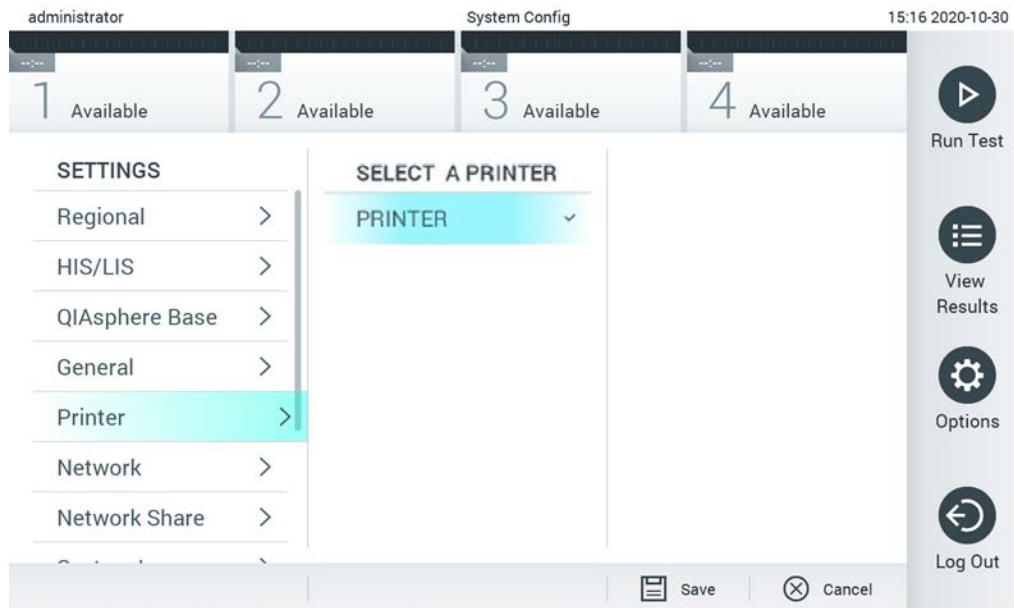 administrator
System Config
15:16 2020-10-30
--:--
1 Available
--:--
2 Available
--:--
3 Available
--:--
4 Available
Run Test
View
Results
Options
Log Out
SETTINGS
Regional
HIS/LIS
QIAsphere Base
General
Printer
Network
Network Share
SELECT A PRINTER
PRINTER
Save
Cancel